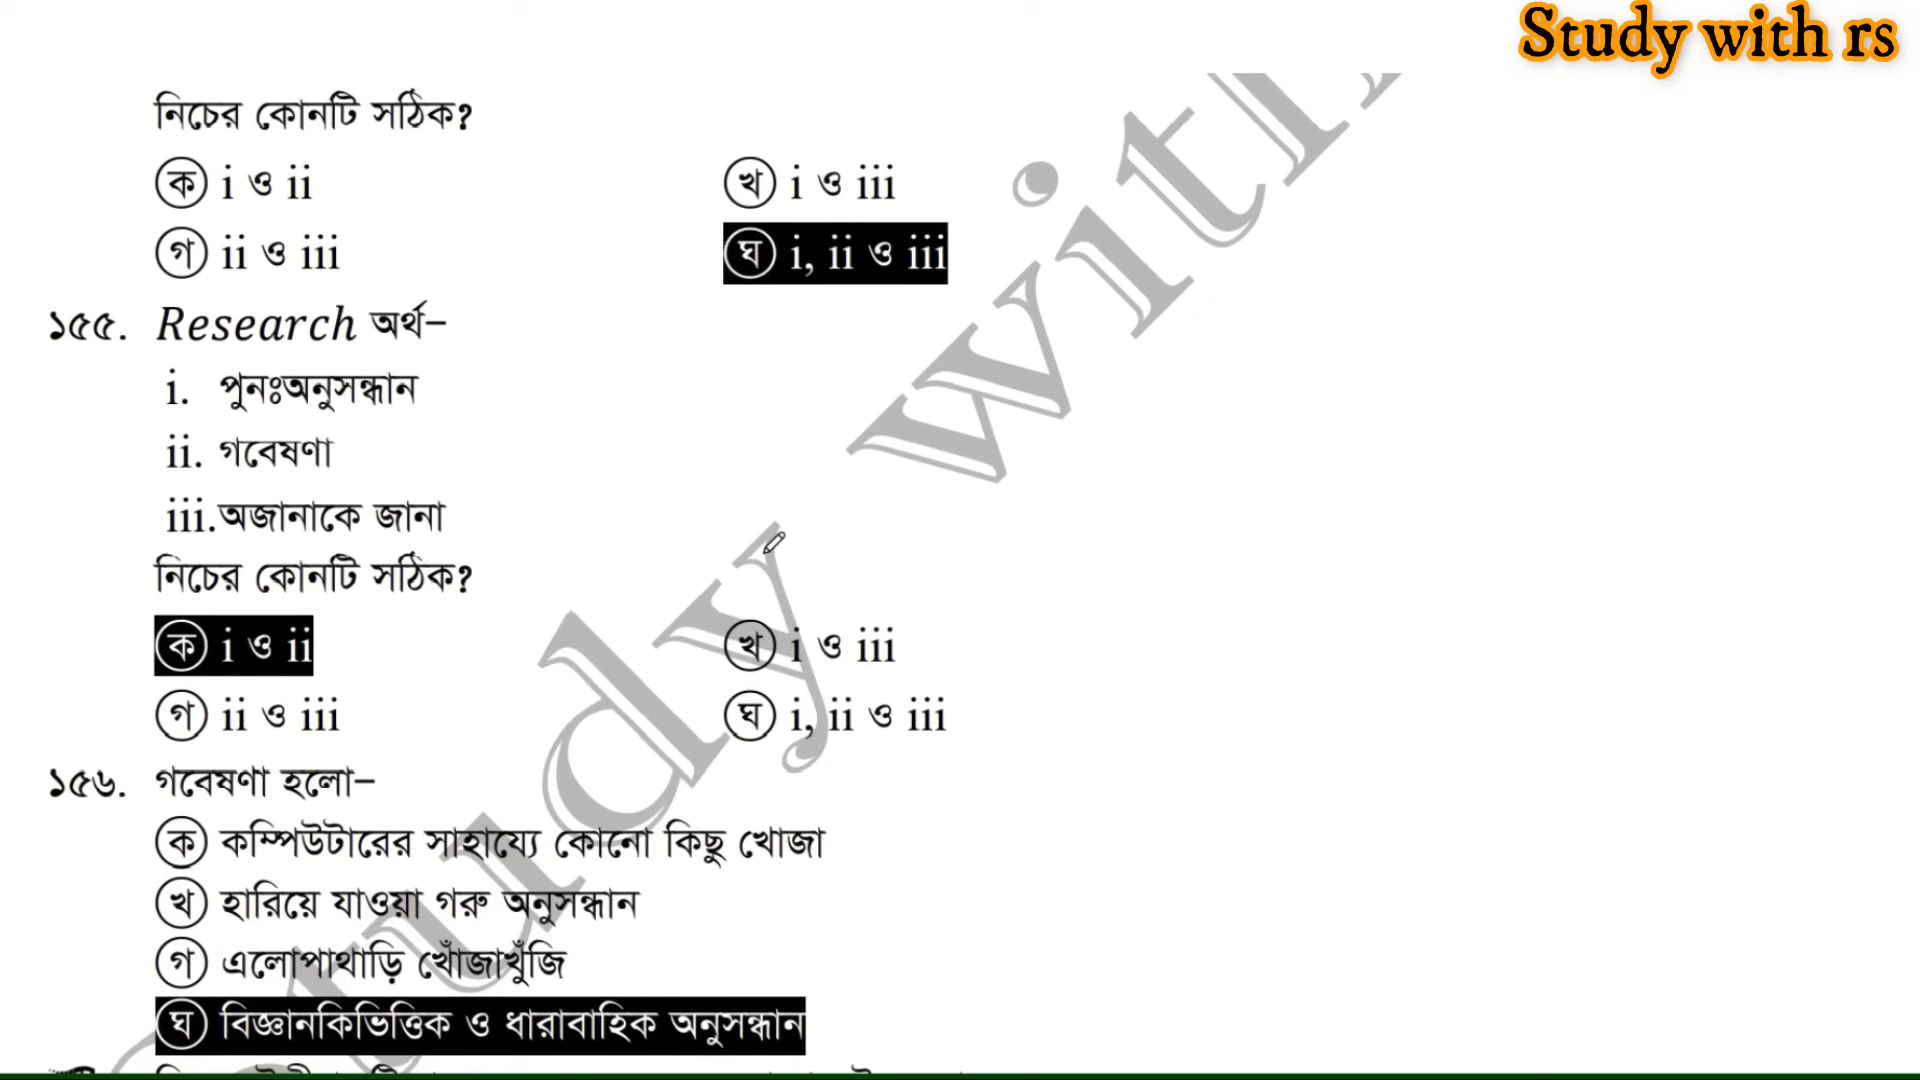 Study with rs
নিচের কোনটি সঠিক?
ক i ও ii খ i ও iii
গ ii ও iii ঘ i, ii ও iii
১৫৫. Research অর্থ–
i. পুনঃঅনুসন্ধান
ii. গবেষণা
iii.অজানাকে জানা
নিচের কোনটি সঠিক?
ক i ও ii খ i ও iii
গ ii ও iii ঘ i, ii ও iii
১৫৬. গবেষণা হলো–
ক কম্পিউটারের সাহায্যে কোনো কিছু খোজা
খ হারিয়ে যাওয়া গরু অনুসন্ধান
গ এলোপাথাড়ি খোঁজাখুঁজি
ঘ বিজ্ঞানকিভিত্তিক ও ধারাবাহিক অনুসন্ধান
study with